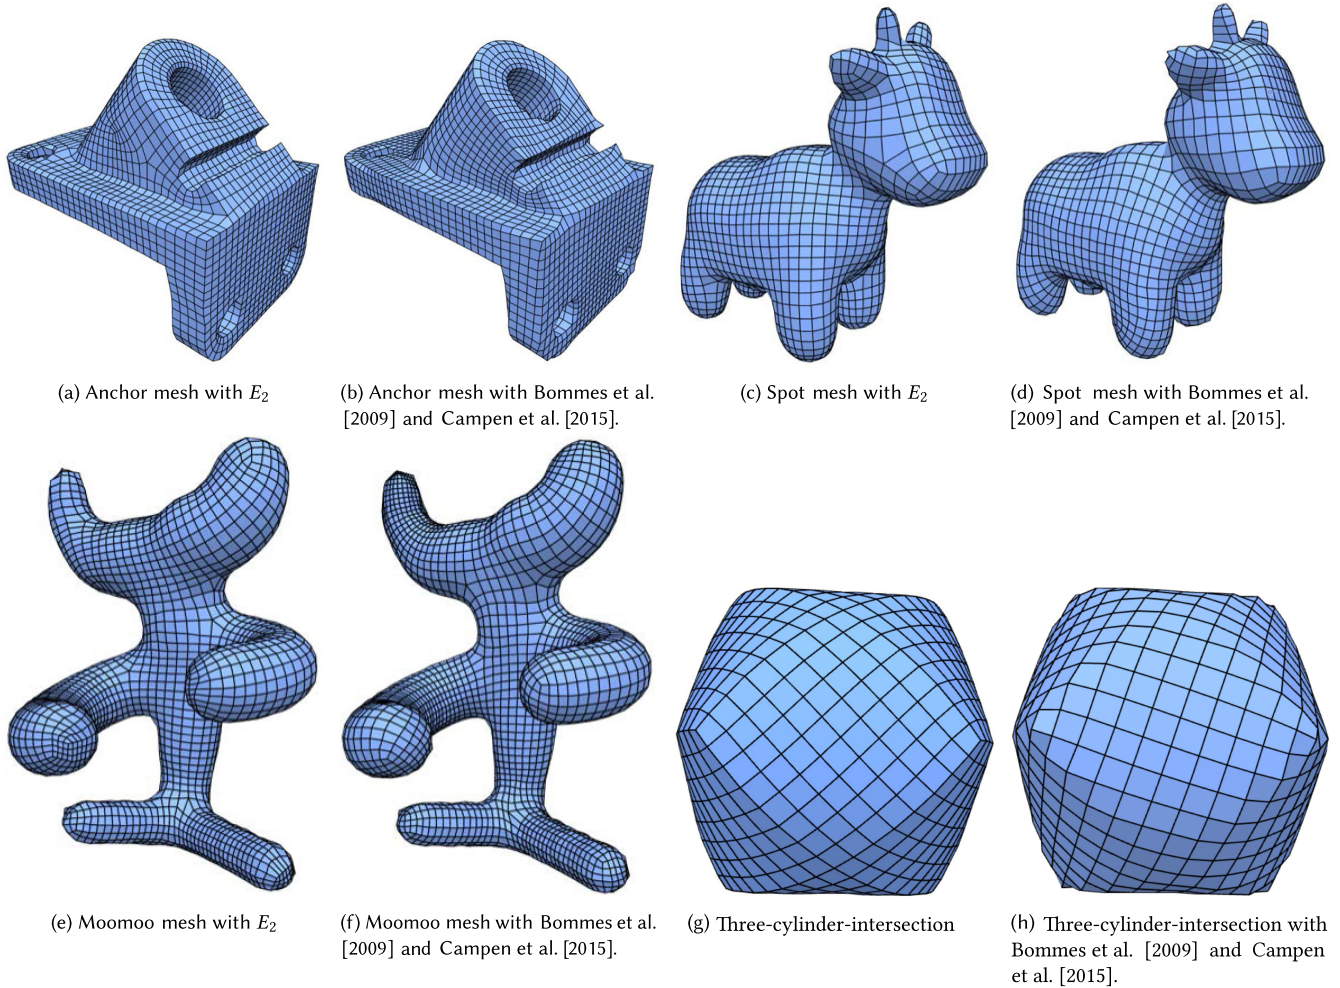 (a) Anchor mesh with E₂
(b) Anchor mesh with Bommes et al.
[2009] and Campen et al. [2015].
(c) Spot mesh with E₂
(d) Spot mesh with Bommes et al.
[2009] and Campen et al. [2015].
(e) Moomoo mesh with E₂
(f) Moomoo mesh with Bommes et al.
[2009] and Campen et al. [2015].
(g) Three-cylinder-intersection
(h) Three-cylinder-intersection with
Bommes et al. [2009] and Campen
et al. [2015].